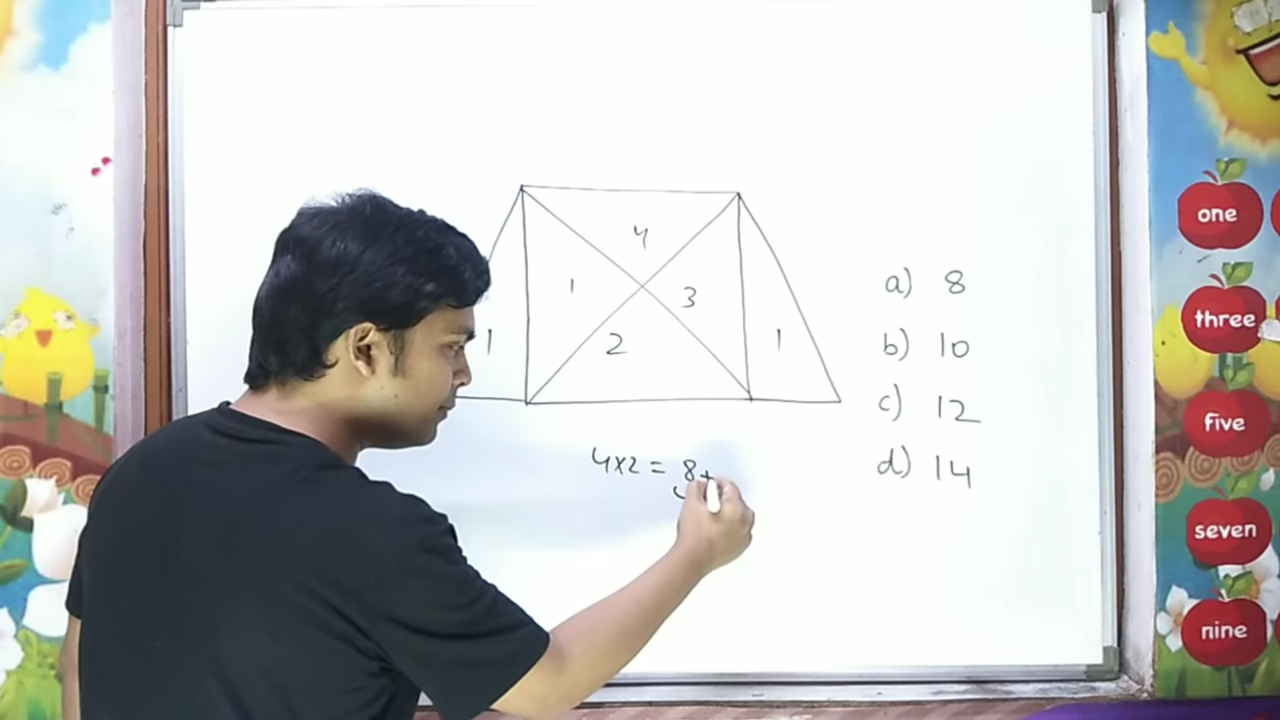 4
1
3
1
2
1
4x2 = 8+
a) 8
b) 10
c) 12
d) 14
one
three
five
seven
nine